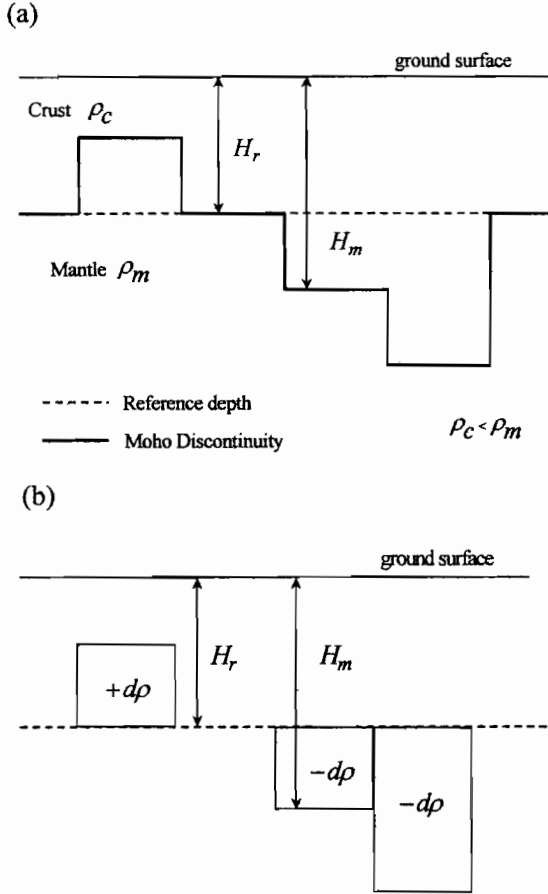 (a)
ground surface
Crust ρc
Hr
Hm
Mantle ρm
Reference depth
Moho Discontinuity
ρc < ρm
(b)
ground surface
Hr
Hm
+dρ
−dρ
−dρ